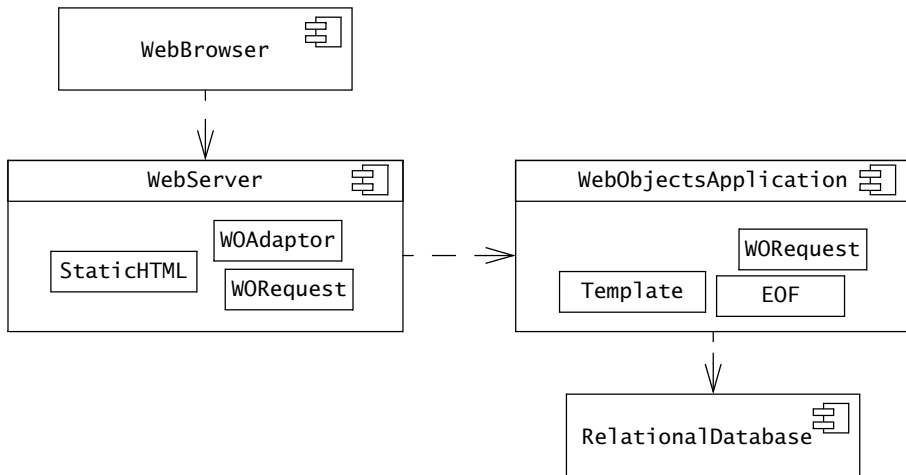 WebBrowser
WebServer
WOAdaptor
StaticHTML
WORequest
WebObjectsApplication
WORequest
Template
EOF
RelationalDatabase